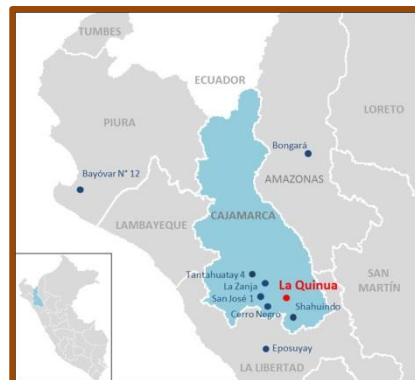 TUMBES
ECUADOR
LORETO
PIURA
Bongará
Bayóvar N° 12
AMAZONAS
CAJAMARCA
LAMBAYEQUE
Tantahuatay 4
SAN
MARTÍN
La Zanja
La Quinua
San José 1
Shahuindo
Cerro Negro
Eposuyay
LA LIBERTAD